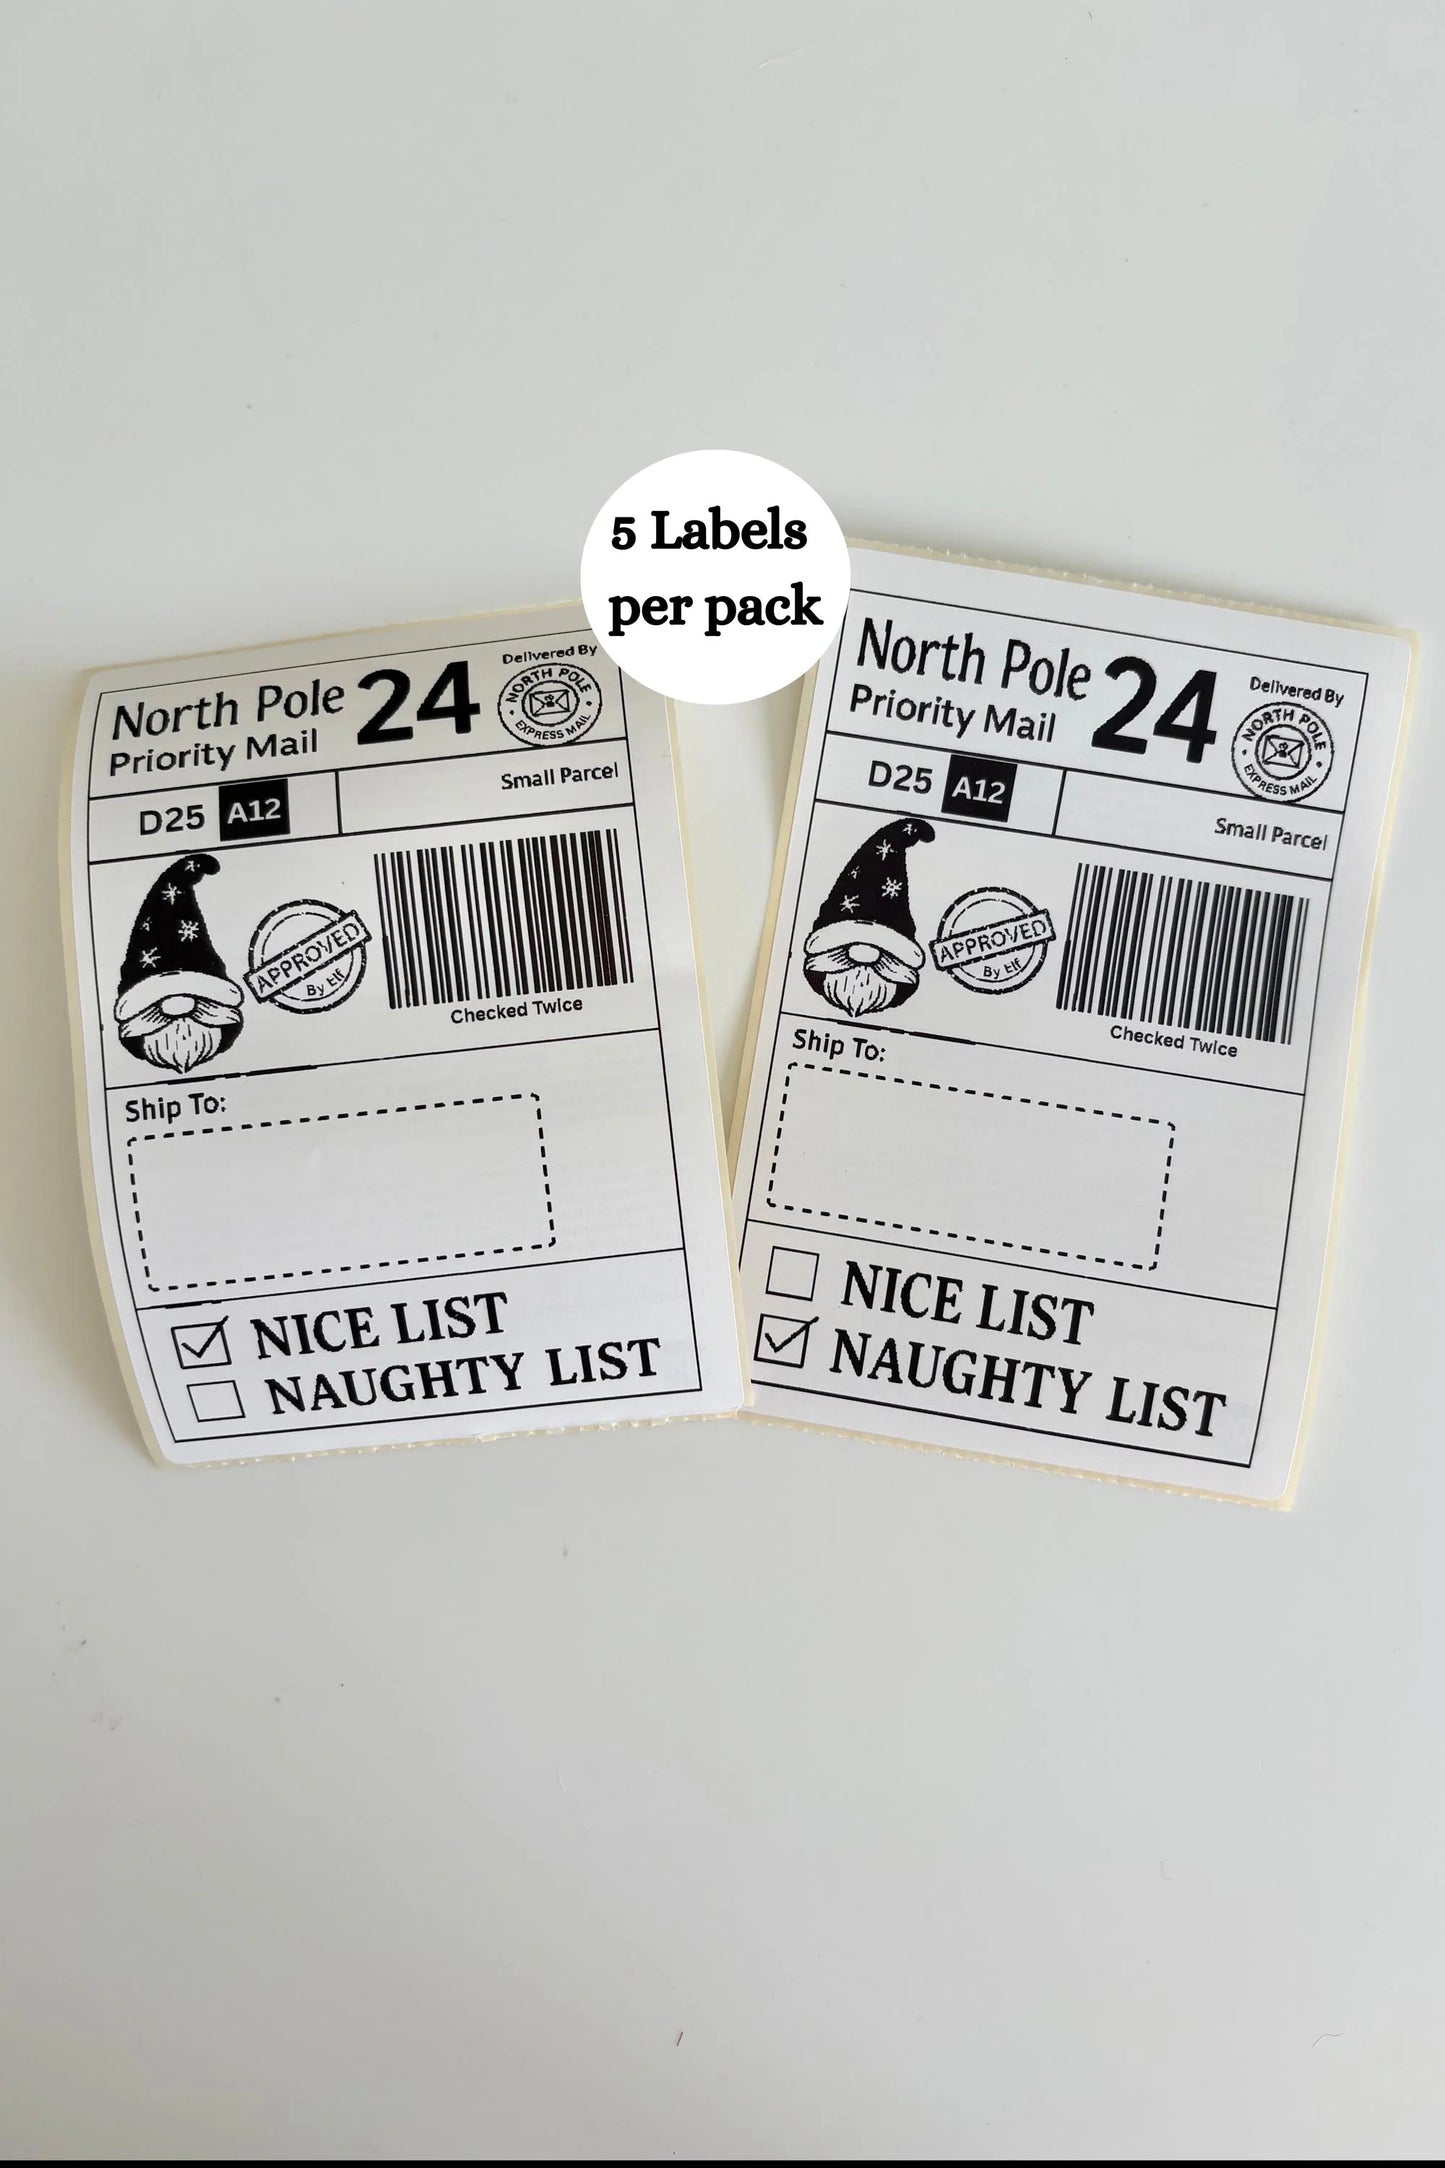 5 Labels
per pack
North Pole
Priority Mail
24
Delivered By
NORTH POLE
EXPRESS MAIL
D25 A12
Small Parcel
APPROVED
By Elf
Checked Twice
Ship To:
NICE LIST
NAUGHTY LIST
North Pole
Priority Mail
24
Delivered By
NORTH POLE
EXPRESS MAIL
D25 A12
Small Parcel
APPROVED
By Elf
Checked Twice
Ship To:
NICE LIST
NAUGHTY LIST